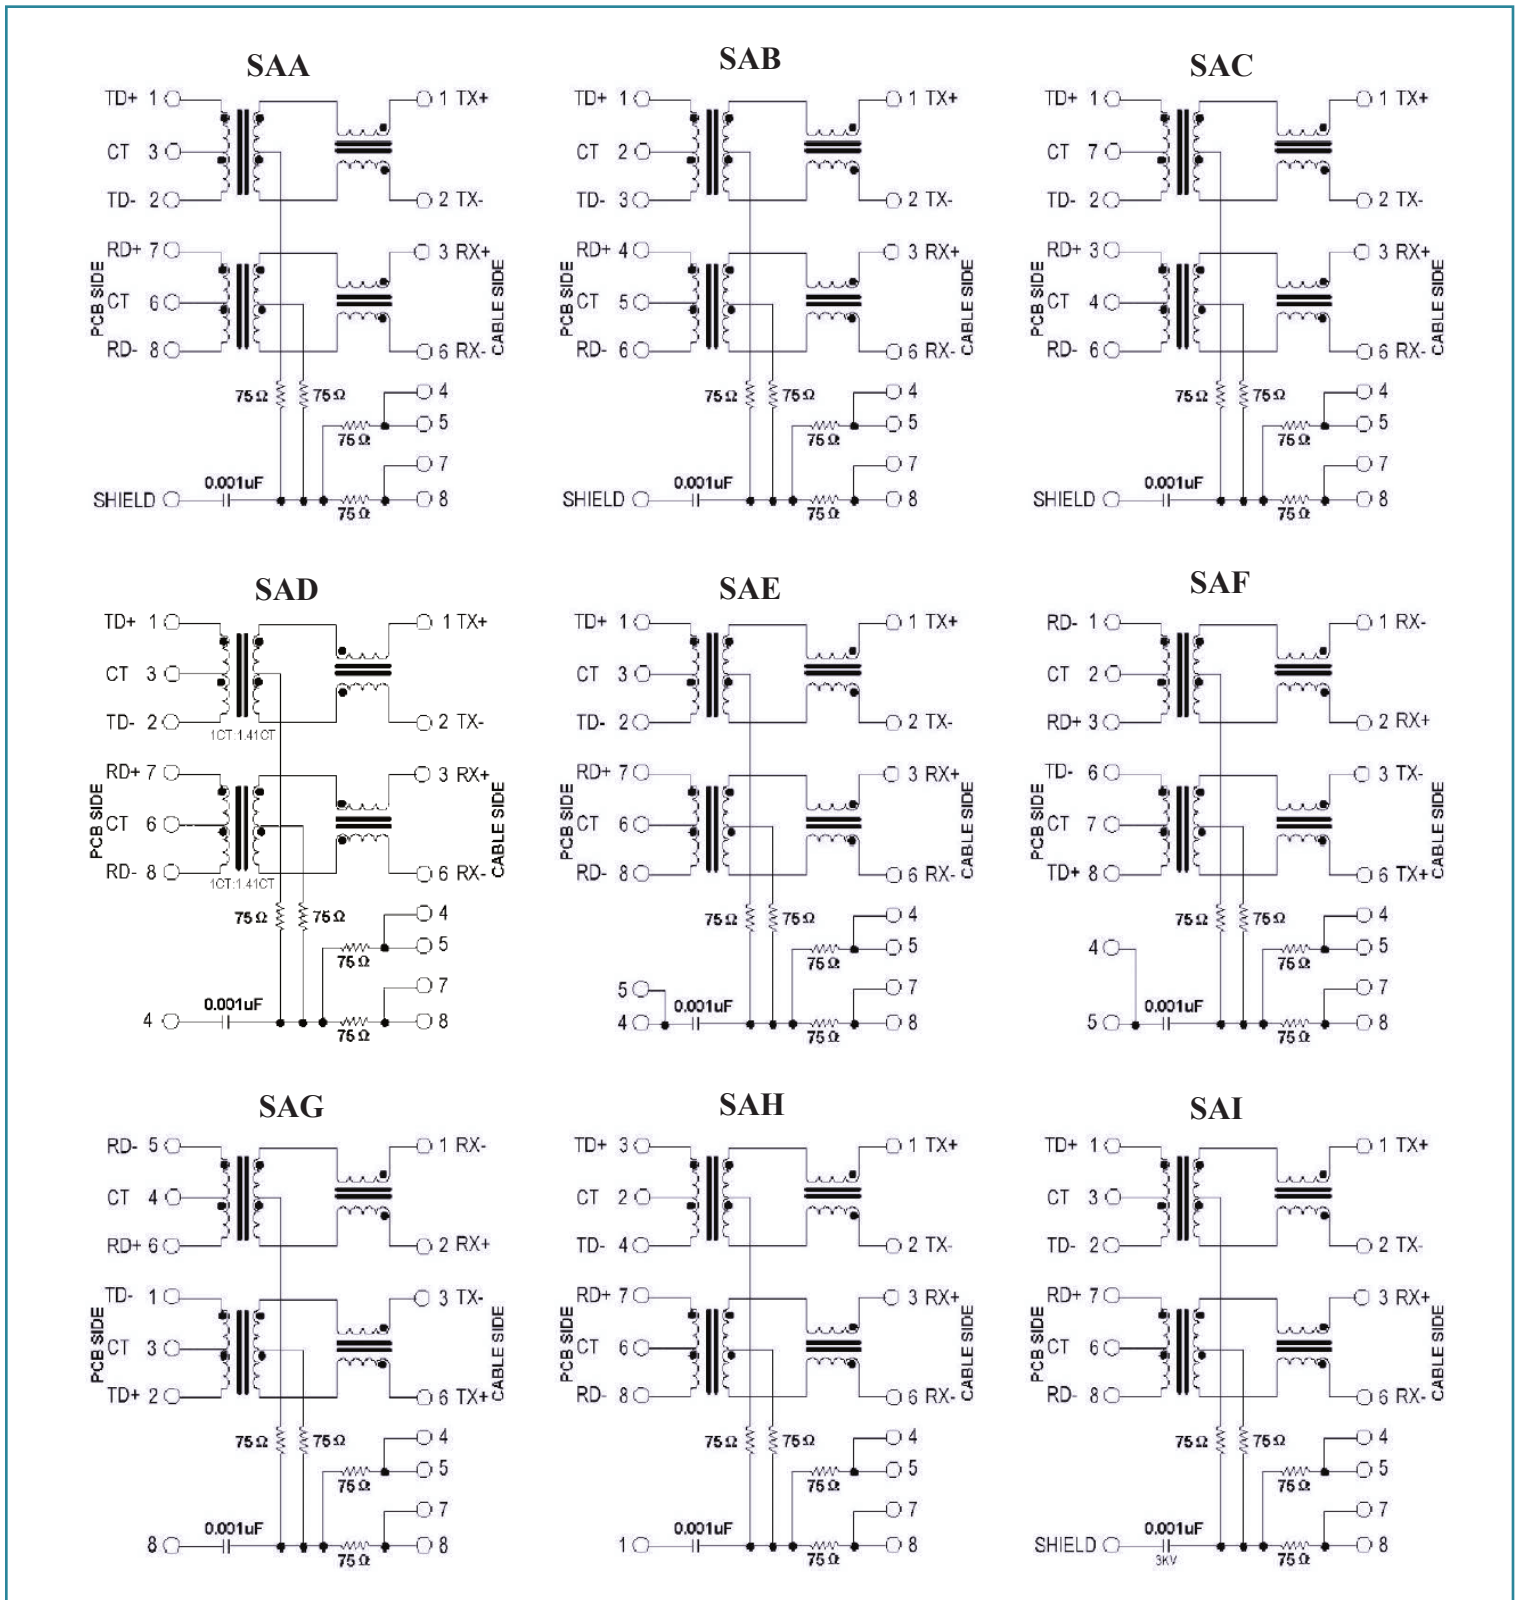 SAA
TD+ 1
1 TX+
CT 3
TD- 2
2 TX-
RD+ 7
3 RX+
PCB SIDE
CT 6
CABLE SIDE
RD- 8
6 RX-
75Ω
75Ω
4
5
75Ω
7
0.001uF
SHIELD
8
75Ω
SAB
TD+ 1
1 TX+
CT 2
TD- 3
2 TX-
RD+ 4
3 RX+
PCB SIDE
CT 5
CABLE SIDE
RD- 6
6 RX-
75Ω
75Ω
4
5
75Ω
7
0.001uF
SHIELD
8
75Ω
SAC
TD+ 1
1 TX+
CT 7
TD- 2
2 TX-
RD+ 3
3 RX+
PCB SIDE
CT 4
CABLE SIDE
RD- 6
6 RX-
75Ω
75Ω
4
5
75Ω
7
0.001uF
SHIELD
8
75Ω
SAD
TD+ 1
1 TX+
CT 3
TD- 2
2 TX-
1CT:1.41CT
RD+ 7
3 RX+
PCB SIDE
CT 6
CABLE SIDE
RD- 8
6 RX-
1CT:1.41CT
75Ω
75Ω
4
5
75Ω
7
0.001uF
4
8
75Ω
SAE
TD+ 1
1 TX+
CT 3
TD- 2
2 TX-
RD+ 7
3 RX+
PCB SIDE
CT 6
CABLE SIDE
RD- 8
6 RX-
75Ω
75Ω
4
5
75Ω
5
7
0.001uF
4
8
75Ω
SAF
RD- 1
1 RX-
CT 2
RD+ 3
2 RX+
TD- 6
3 TX-
PCB SIDE
CT 7
CABLE SIDE
TD+ 8
6 TX+
75Ω
75Ω
4
4
5
75Ω
7
0.001uF
5
8
75Ω
SAG
RD- 5
1 RX-
CT 4
RD+ 6
2 RX+
TD- 1
3 TX-
PCB SIDE
CT 3
CABLE SIDE
TD+ 2
6 TX+
75Ω
75Ω
4
5
75Ω
7
0.001uF
8
8
75Ω
SAH
TD+ 3
1 TX+
CT 2
TD- 4
2 TX-
RD+ 7
3 RX+
PCB SIDE
CT 6
CABLE SIDE
RD- 8
6 RX-
75Ω
75Ω
4
5
75Ω
7
0.001uF
1
8
75Ω
SAI
TD+ 1
1 TX+
CT 3
TD- 2
2 TX-
RD+ 7
3 RX+
PCB SIDE
CT 6
CABLE SIDE
RD- 8
6 RX-
75Ω
75Ω
4
5
75Ω
7
0.001uF
SHIELD
3KV
8
75Ω